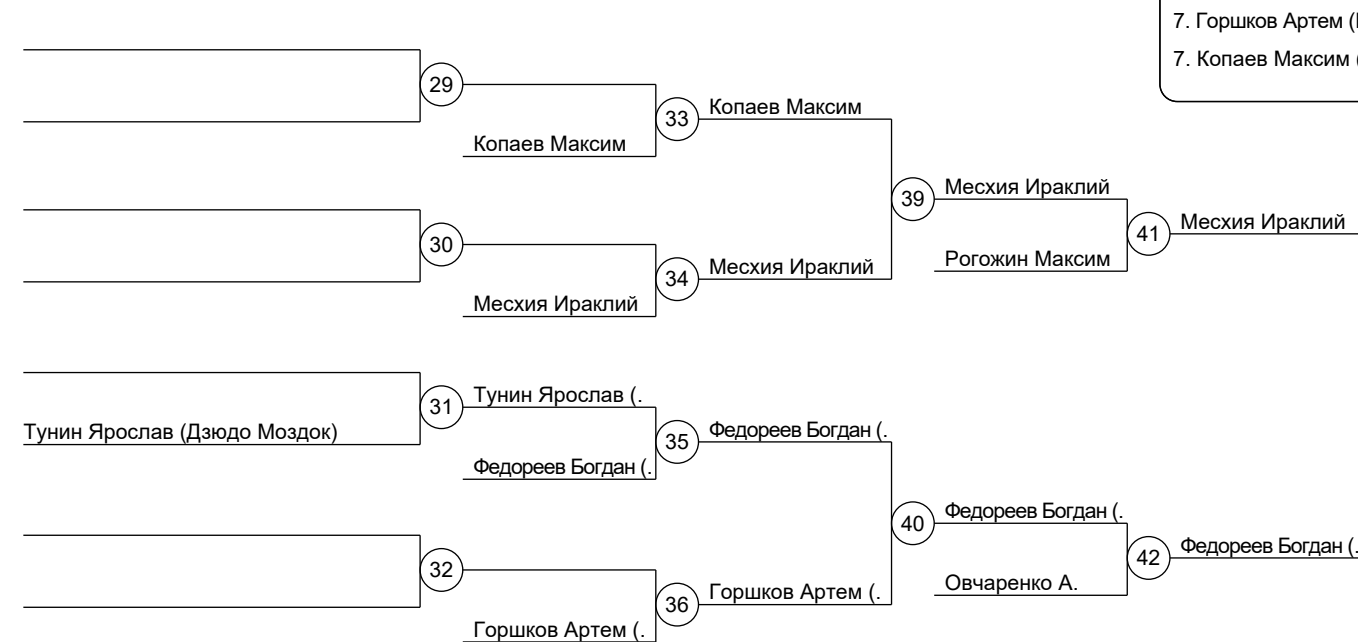 7. Горшков Артем (
7. Копаев Максим (
29
Копаев Максим
33
Копаев Максим
39
Месхия Ираклий
30
Месхия Ираклий
34
Месхия Ираклий
Рогожин Максим
41
Месхия Ираклий
Тунин Ярослав (Дзюдо Моздок)
31
Тунин Ярослав (.
Федореев Богдан (.
35
Федореев Богдан (.
40
Федореев Богдан (.
32
Горшков Артем (.
36
Горшков Артем (.
Овчаренко А.
42
Федореев Богдан (.